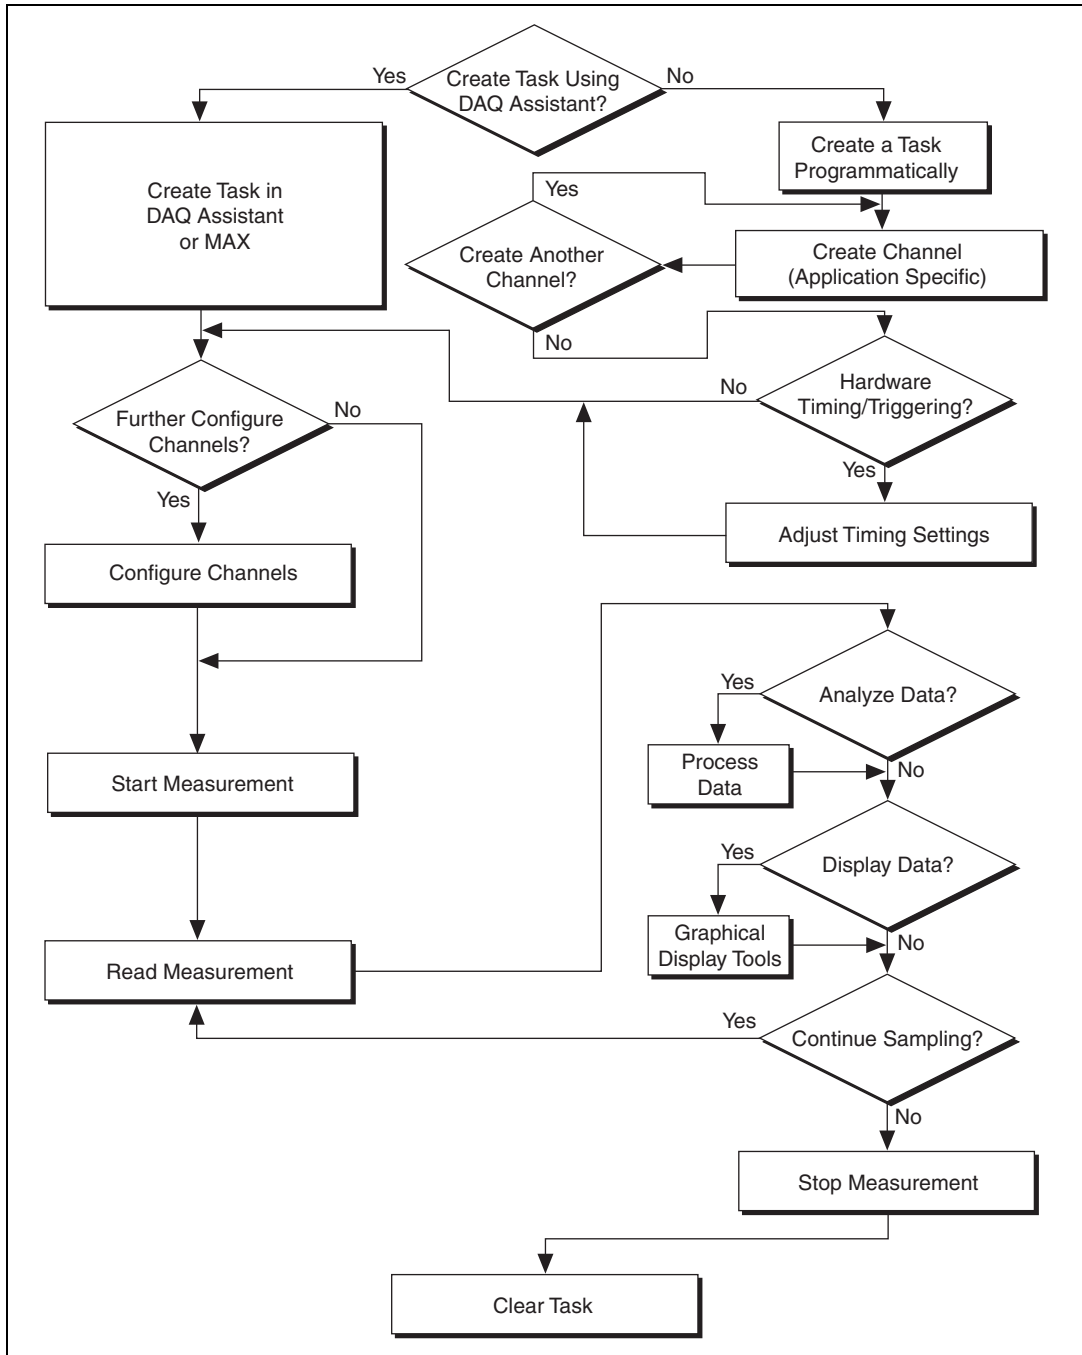 Create Task Using
DAQ Assistant?
Yes
No
Create Task in
DAQ Assistant
or MAX
Create a Task
Programmatically
Yes
Create Channel
(Application Specific)
Create Another
Channel?
No
Hardware
Timing/Triggering?
No
Yes
Adjust Timing Settings
Further Configure
Channels?
No
Yes
Configure Channels
Start Measurement
Read Measurement
Analyze Data?
Yes
Process
Data
No
Display Data?
Yes
Graphical
Display Tools
No
Continue Sampling?
Yes
No
Stop Measurement
Clear Task